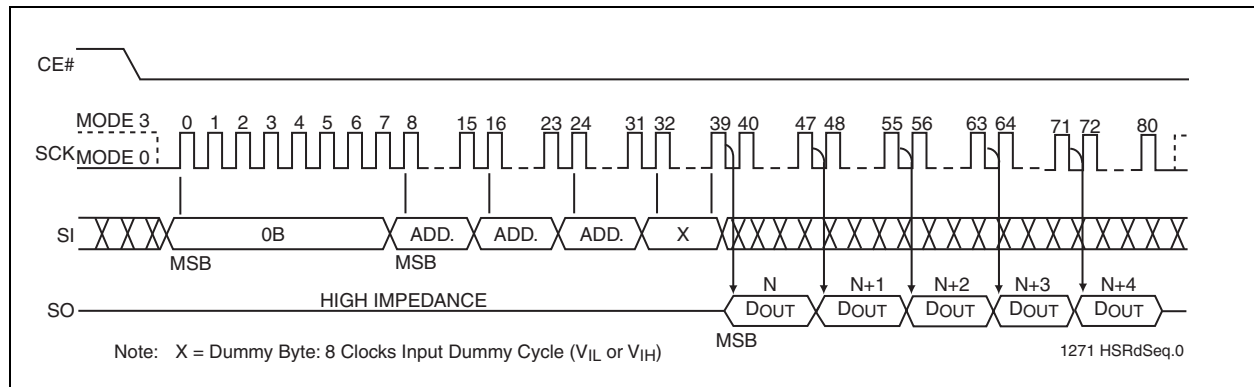 CE#
MODE 3
SCK MODE 0
0 1 2 3 4 5 6 7 8 15 16 23 24 31 32 39 40 47 48 55 56 63 64 71 72 80
SI
0B ADD. ADD. ADD. X
MSB MSB
N N+1 N+2 N+3 N+4
SO HIGH IMPEDANCE DOUT DOUT DOUT DOUT DOUT
MSB
Note: X = Dummy Byte: 8 Clocks Input Dummy Cycle (VIL or VIH)
1271 HSRdSeq.0